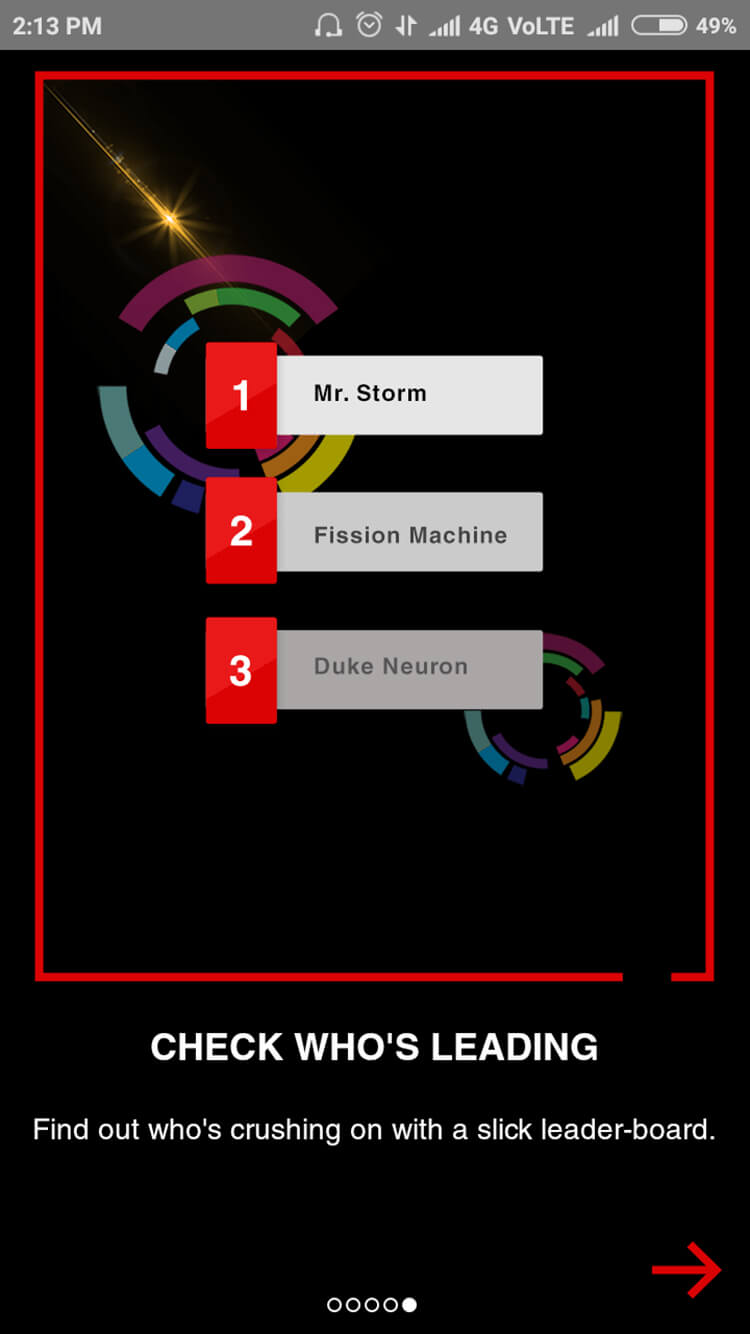 2:13 PM 4G VoLTE 49%
1 Mr. Storm
2 Fission Machine
3 Duke Neuron
CHECK WHO'S LEADING
Find out who's crushing on with a slick leader-board.